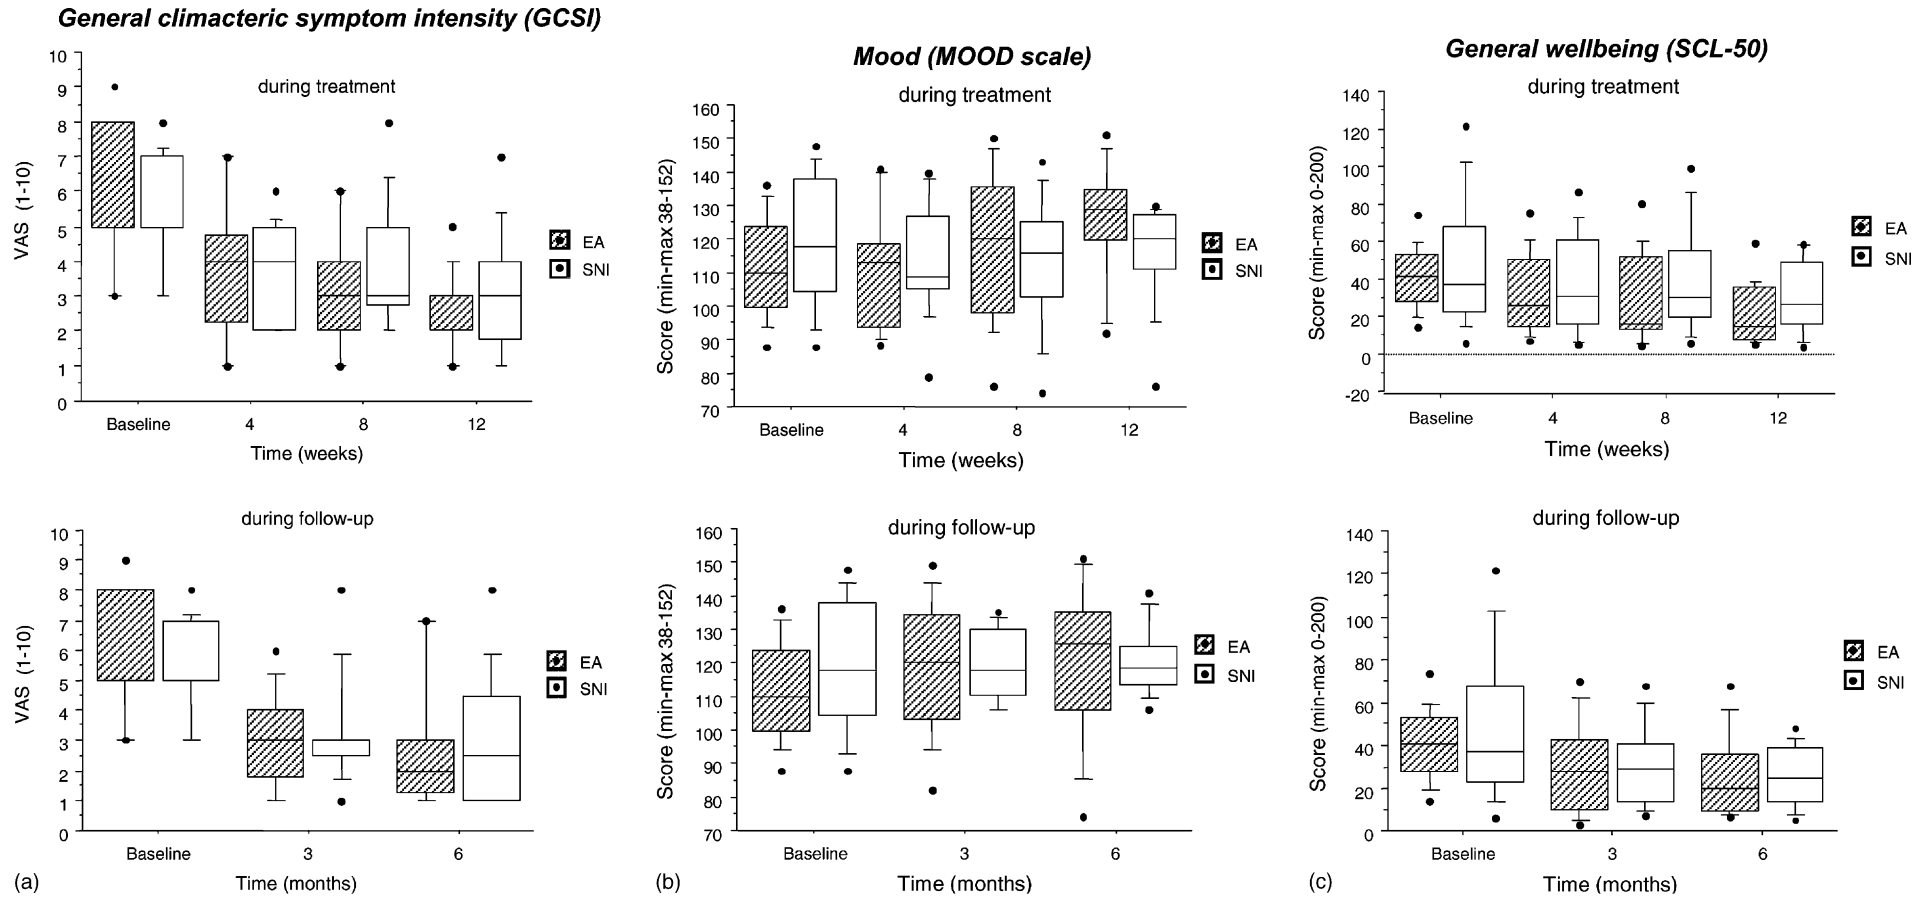 General climacteric symptom intensity (GCSI)
during treatment
VAS (1-10)
10
9
8
7
6
5
4
3
2
1
0
Baseline 4 8 12
Time (weeks)
EA
SNI
during follow-up
VAS (1-10)
10
9
8
7
6
5
4
3
2
1
0
Baseline 3 6
Time (months)
EA
SNI
(a)
Mood (MOOD scale)
during treatment
Score (min-max 38-152)
160
150
140
130
120
110
100
90
80
70
Baseline 4 8 12
Time (weeks)
EA
SNI
during follow-up
Score (min-max 38-152)
160
150
140
130
120
110
100
90
80
70
Baseline 3 6
Time (months)
EA
SNI
(b)
General wellbeing (SCL-50)
during treatment
Score (min-max 0-200)
140
120
100
80
60
40
20
0
-20
Baseline 4 8 12
Time (weeks)
EA
SNI
during follow-up
Score (min-max 0-200)
140
120
100
80
60
40
20
0
Baseline 3 6
Time (months)
EA
SNI
(c)